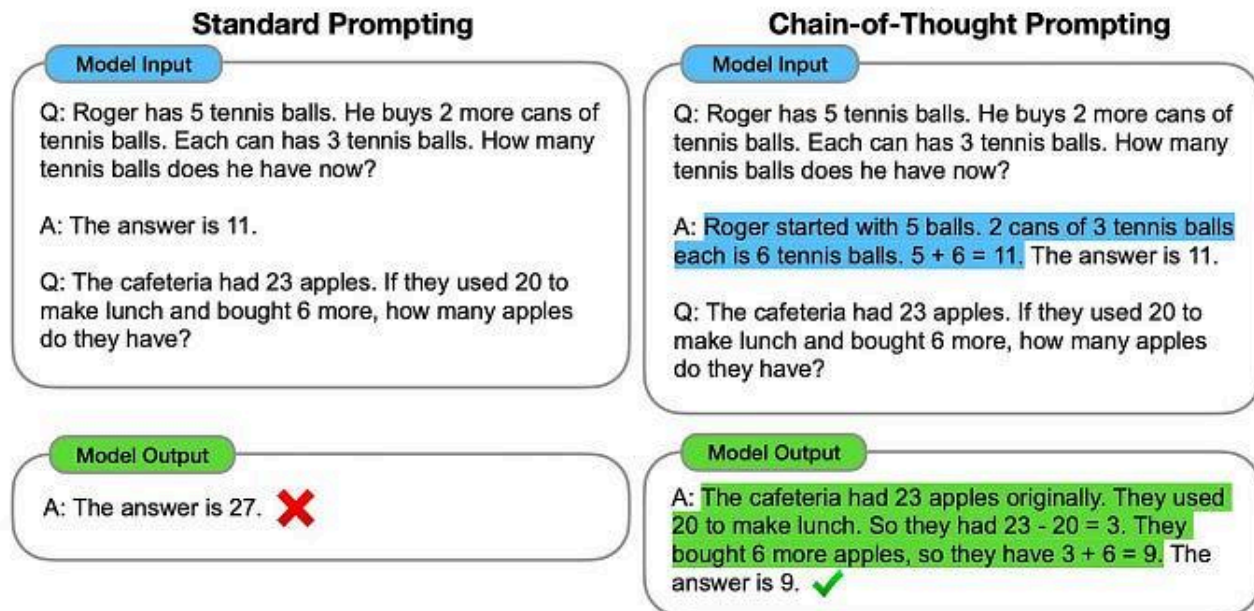 Standard Prompting
Model Input
Q: Roger has 5 tennis balls. He buys 2 more cans of
tennis balls. Each can has 3 tennis balls. How many
tennis balls does he have now?
A: The answer is 11.
Q: The cafeteria had 23 apples. If they used 20 to
make lunch and bought 6 more, how many apples
do they have?
Model Output
A: The answer is 27.
Chain-of-Thought Prompting
Model Input
Q: Roger has 5 tennis balls. He buys 2 more cans of
tennis balls. Each can has 3 tennis balls. How many
tennis balls does he have now?
A: Roger started with 5 balls. 2 cans of 3 tennis balls
each is 6 tennis balls. 5 + 6 = 11. The answer is 11.
Q: The cafeteria had 23 apples. If they used 20 to
make lunch and bought 6 more, how many apples
do they have?
Model Output
A: The cafeteria had 23 apples originally. They used
20 to make lunch. So they had 23 - 20 = 3. They
bought 6 more apples, so they have 3 + 6 = 9. The
answer is 9.